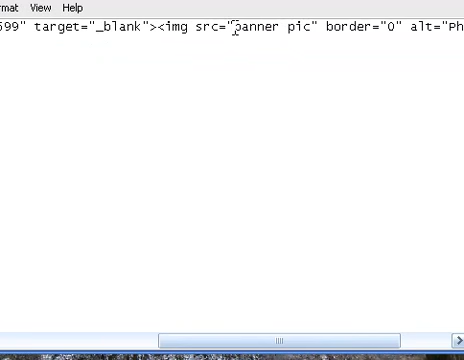 rmat View Help
599" target="_blank"><img src="banner pic" border="0" alt="Ph